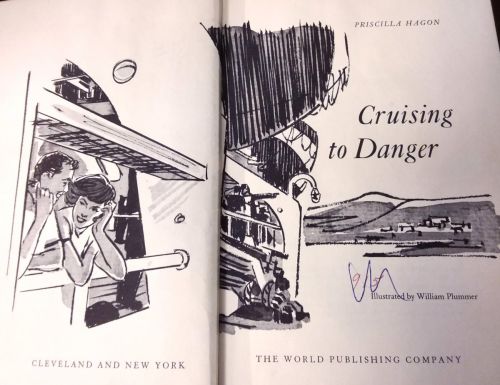 PRISCILLA HAGON
Cruising
to Danger
Illustrated by William Plummer
CLEVELAND AND NEW YORK
THE WORLD PUBLISHING COMPANY